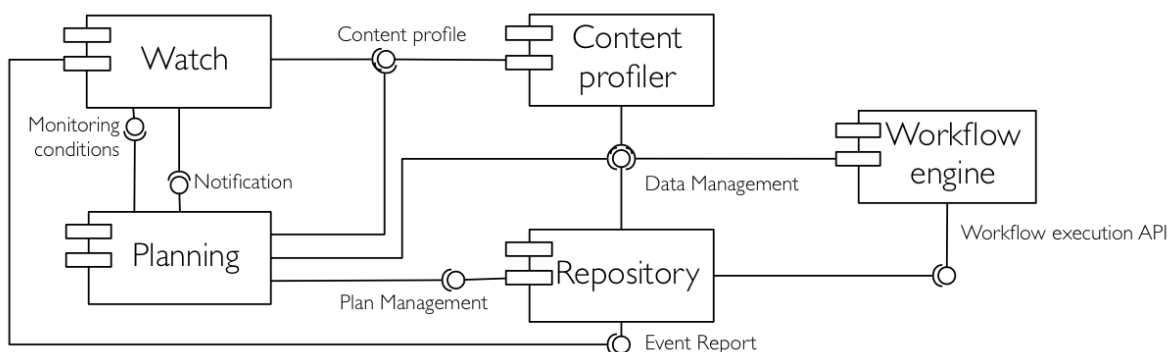 Watch
Content profile
Content
profiler
Monitoring
conditions
Workflow
engine
Notification
Data Management
Planning
Workflow execution API
Repository
Plan Management
Event Report